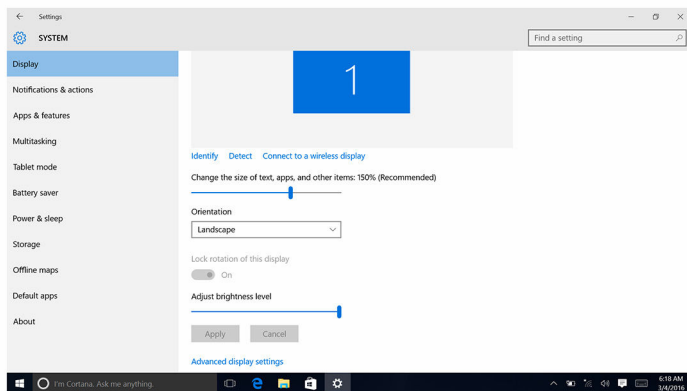 Settings
SYSTEM
Find a setting
Display
Notifications & actions
Apps & features
Multitasking
Tablet mode
Battery saver
Power & sleep
Storage
Offline maps
Default apps
About
1
Identify Detect Connect to a wireless display
Change the size of text, apps, and other items: 150% (Recommended)
Orientation
Landscape
Lock rotation of this display
On
Adjust brightness level
Apply Cancel
Advanced display settings
I'm Cortana. Ask me anything.
6:18 AM
3/4/2016